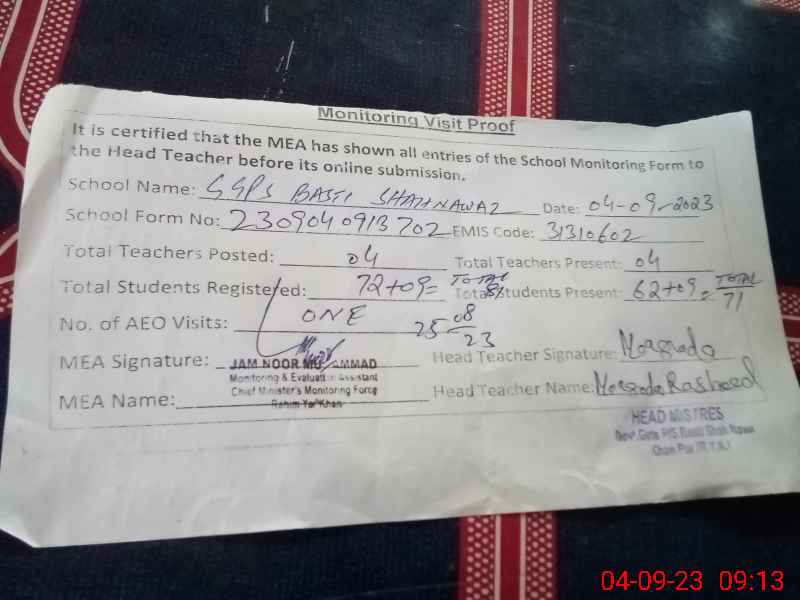 Monitoring Visit Proof
It is certified that the MEA has shown all entries of the School Monitoring Form to
the Head Teacher before its online submission.
School Name: GGPS BASTI SHAHNAWAZ Date: 04-09-2023
School Form No: 2309040913702 EMIS Code: 31310602
Total Teachers Posted: 04 Total Teachers Present: 04
Total Students Registered: 72+09= TOTAL 81 Total Students Present: 62+09= TOTAL 71
No. of AEO Visits: ONE 25-08-23
MEA Signature: Head Teacher Signature:
JAM NOOR MUHAMMAD
Monitoring & Evaluation Assistant
Chief Minister's Monitoring Force
Rahim Yar Khan
MEA Name: Head Teacher Name: Rasheed
HEAD MISTRES
Govt. Girls P/S Basti Shah Nawa
(R.Y.K)
04-09-23 09:13